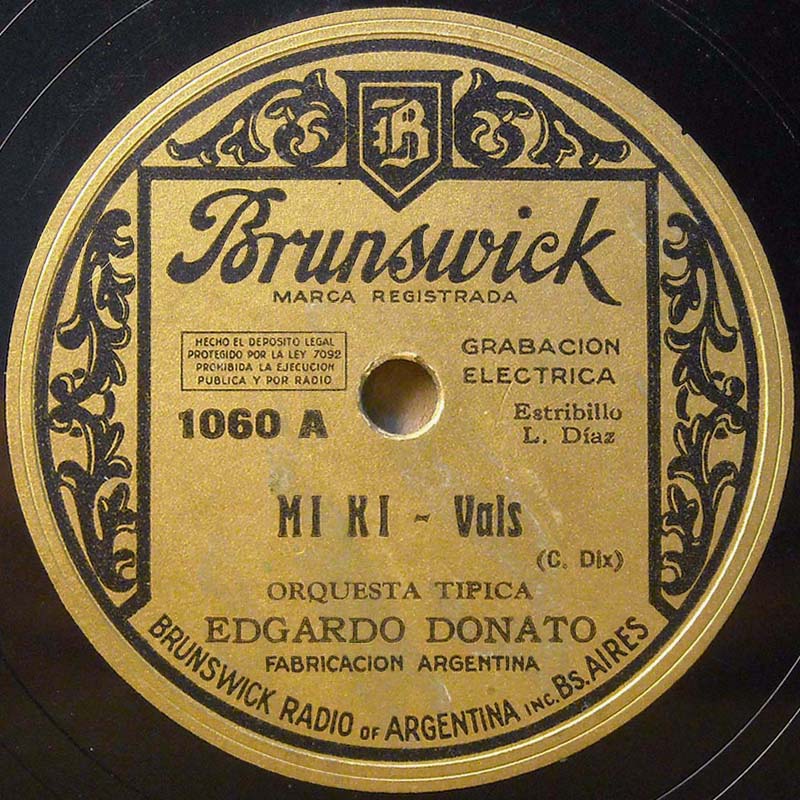 B
Brunswick
MARCA REGISTRADA
HECHO EL DEPOSITO LEGAL
PROTEGIDO POR LA LEY 7092
PROHIBIDA LA EJECUCION
PUBLICA Y POR RADIO
GRABACION
ELECTRICA
1060 A
Estribillo
L. Díaz
MI KI - Vals
(C. Dix)
ORQUESTA TIPICA
EDGARDO DONATO
FABRICACION ARGENTINA
BRUNSWICK RADIO OF ARGENTINA INC. Bs. AIRES